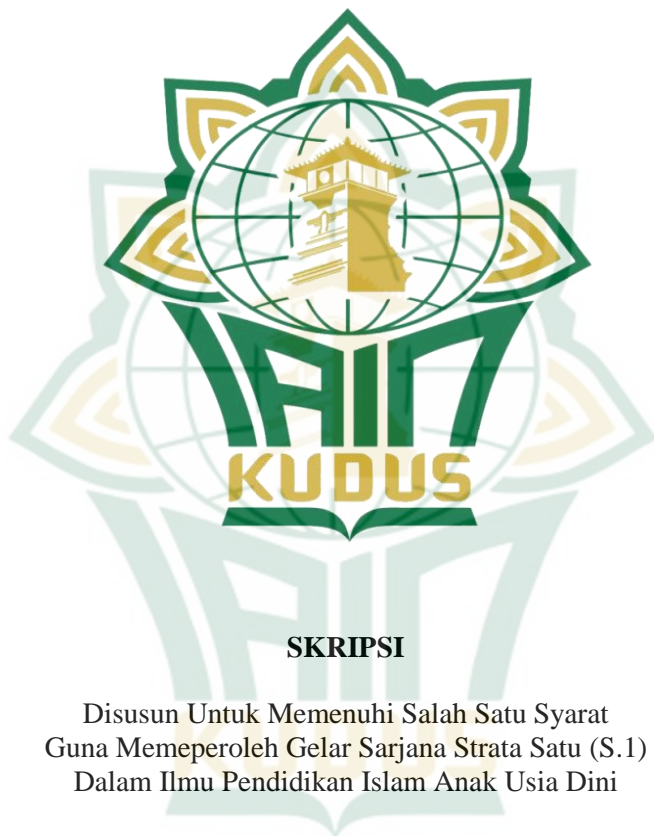 IAIN
KUDUS
SKRIPSI
Disusun Untuk Memenuhi Salah Satu Syarat
Guna Memeperoleh Gelar Sarjana Strata Satu (S.1)
Dalam Ilmu Pendidikan Islam Anak Usia Dini